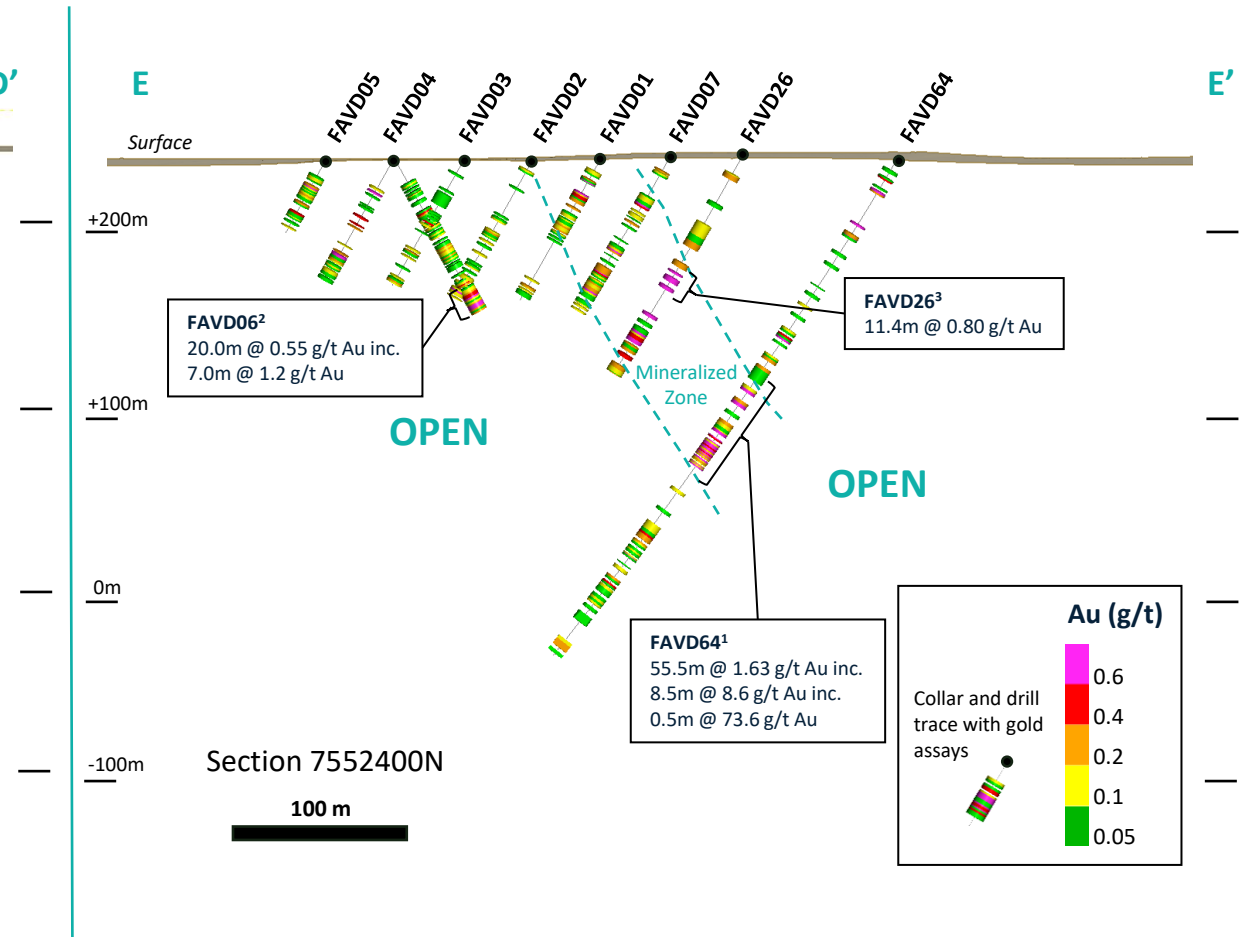 D’
E
E’
FAVD05
FAVD04
FAVD03
FAVD02
FAVD01
FAVD07
FAVD26
FAVD64
Surface
+200m
FAVD06²
20.0m @ 0.55 g/t Au inc.
7.0m @ 1.2 g/t Au
FAVD26³
11.4m @ 0.80 g/t Au
Mineralized
Zone
+100m
OPEN
OPEN
0m
FAVD64¹
55.5m @ 1.63 g/t Au inc.
8.5m @ 8.6 g/t Au inc.
0.5m @ 73.6 g/t Au
-100m
Section 7552400N
100 m
Au (g/t)
Collar and drill
trace with gold
assays
0.6
0.4
0.2
0.1
0.05